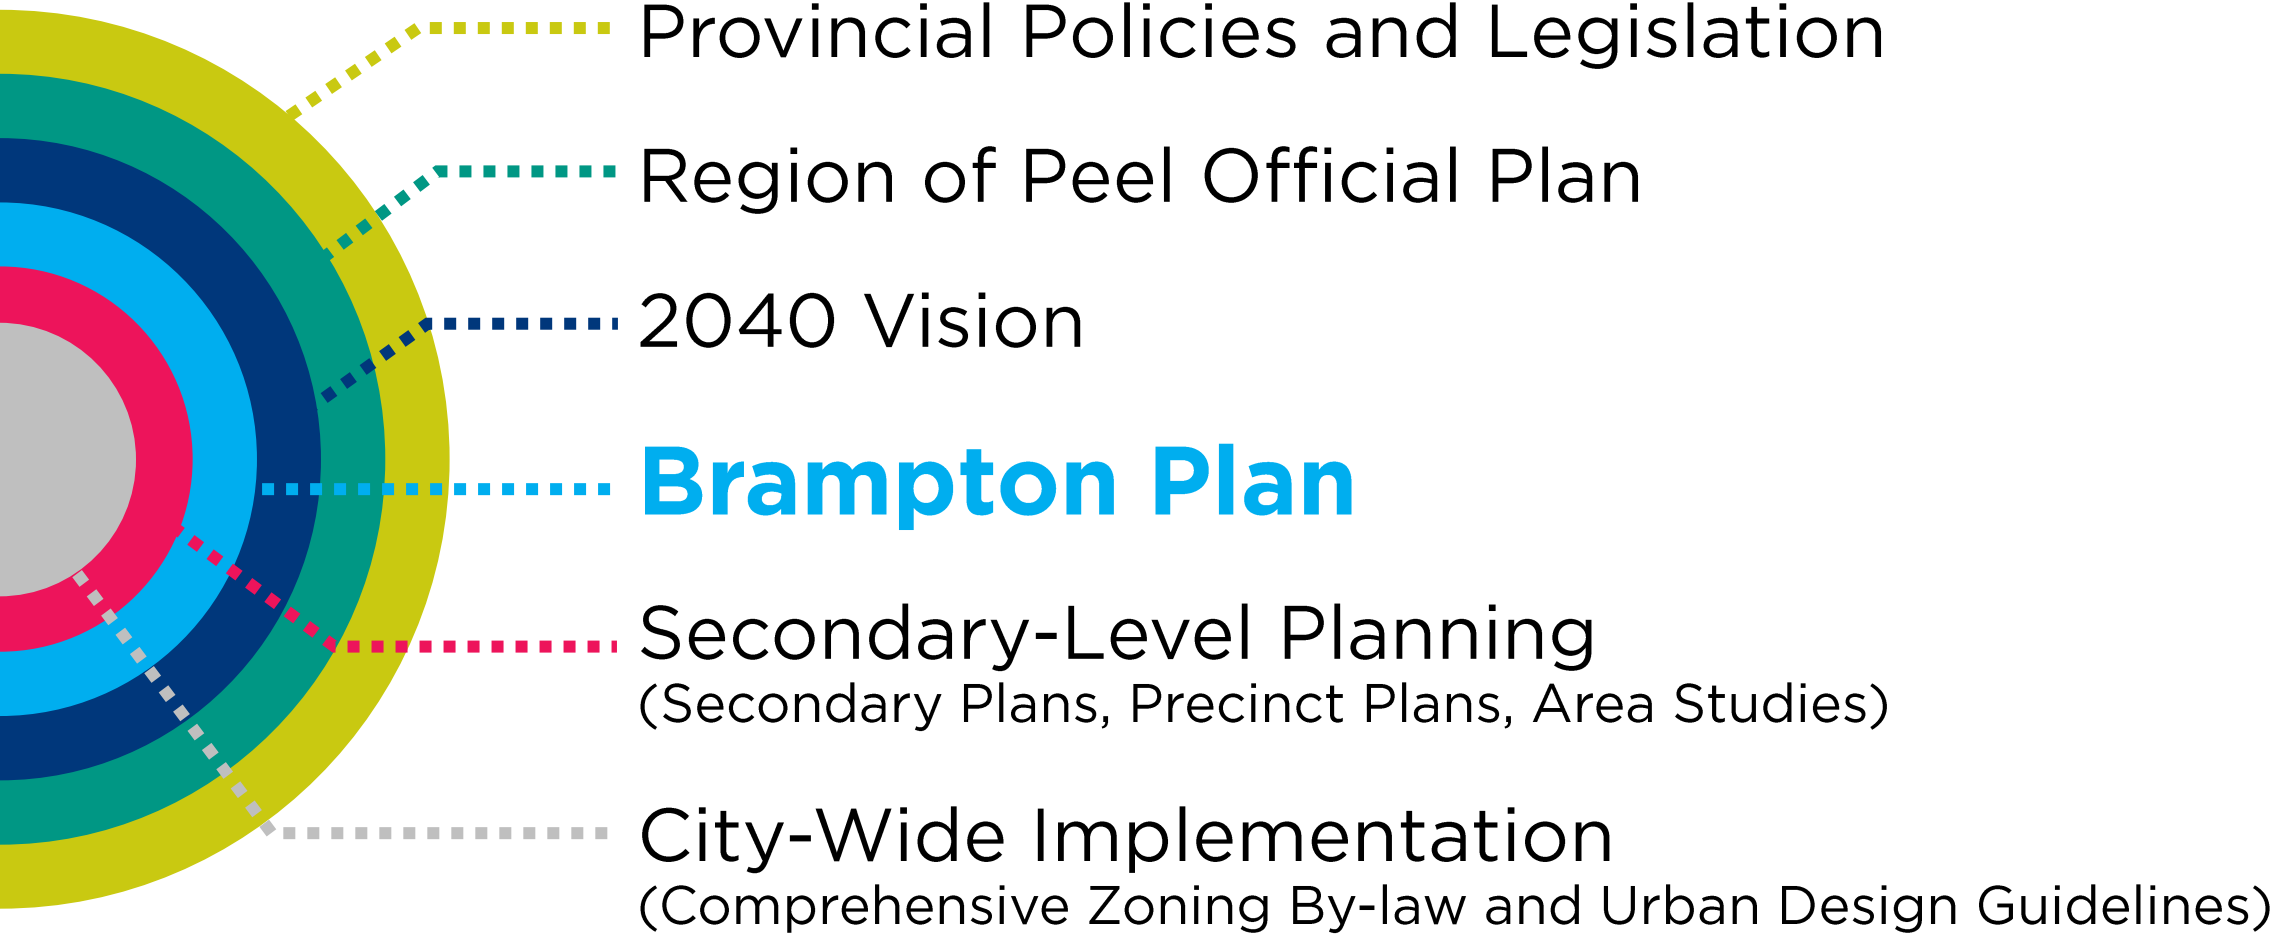 Provincial Policies and Legislation
Region of Peel Official Plan
2040 Vision
Brampton Plan
Secondary-Level Planning
(Secondary Plans, Precinct Plans, Area Studies)
City-Wide Implementation
(Comprehensive Zoning By-law and Urban Design Guidelines)